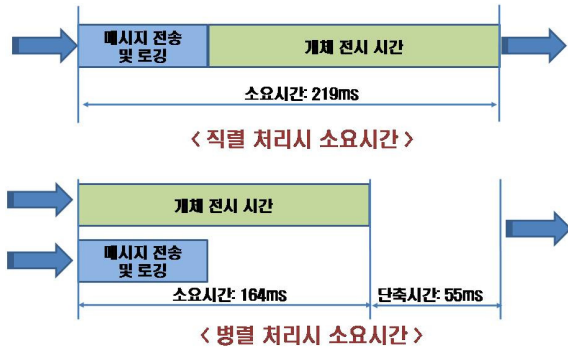 메시지 전송
및 로깅
개체 전시 시간
소요시간: 219ms
< 직렬 처리시 소요시간 >
개체 전시 시간
메시지 전송
및 로깅
소요시간: 164ms
단축시간: 55ms
< 병렬 처리시 소요시간 >